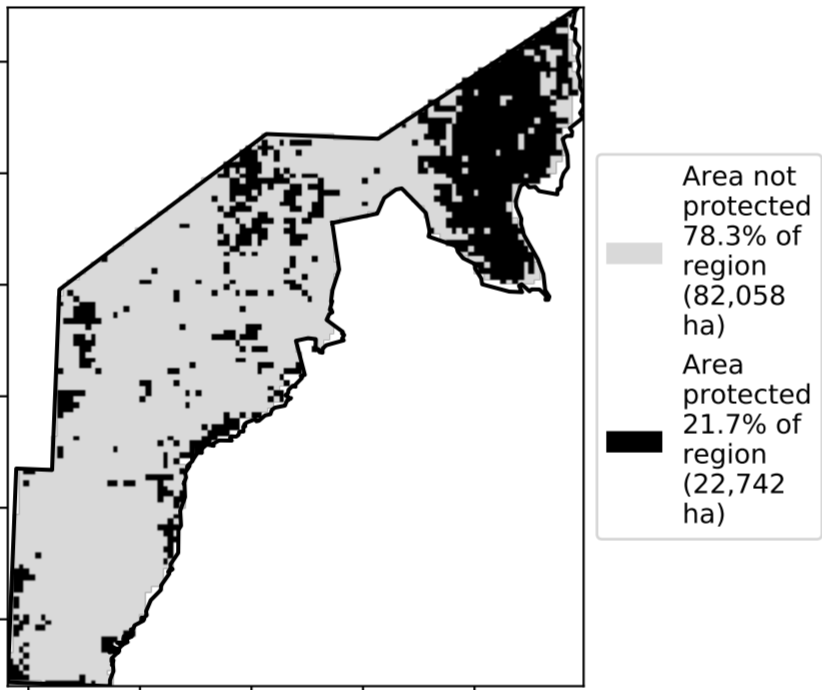 Area not
protected
78.3% of
region
(82,058
ha)
Area
protected
21.7% of
region
(22,742
ha)